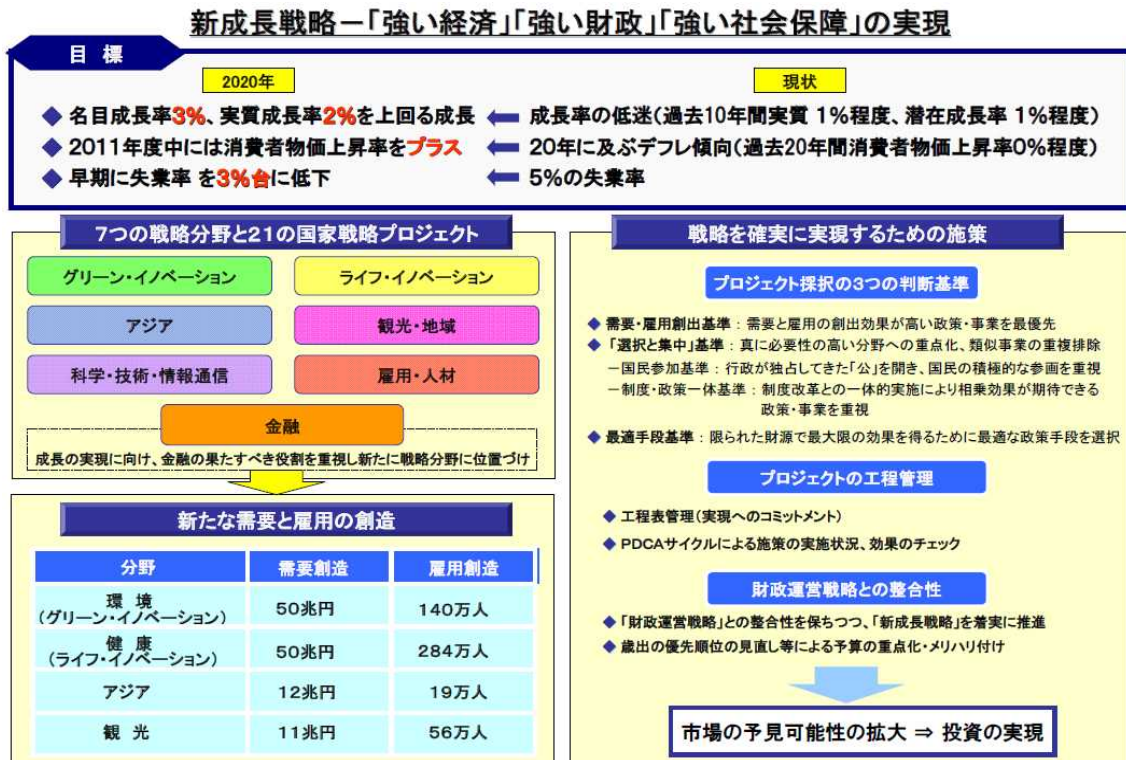 新成長戦略－「強い経済」「強い財政」「強い社会保障」の実現
目 標
2020年
現状
◆ 名目成長率3%、実質成長率2%を上回る成長 ← 成長率の低迷(過去10年間実質 1%程度、潜在成長率 1%程度)
◆ 2011年度中には消費者物価上昇率をプラス ← 20年に及ぶデフレ傾向(過去20年間消費者物価上昇率0%程度)
◆ 早期に失業率 を3%台に低下 ← 5%の失業率
7つの戦略分野と21の国家戦略プロジェクト
グリーン・イノベーション
ライフ・イノベーション
アジア
観光・地域
科学・技術・情報通信
雇用・人材
金融
成長の実現に向け、金融の果たすべき役割を重視し新たに戦略分野に位置づけ
新たな需要と雇用の創造
分野 需要創造 雇用創造
環 境
(グリーン・イノベーション)
50兆円 140万人
健 康
(ライフ・イノベーション)
50兆円 284万人
アジア 12兆円 19万人
観 光 11兆円 56万人
戦略を確実に実現するための施策
プロジェクト採択の3つの判断基準
◆ 需要・雇用創出基準 : 需要と雇用の創出効果が高い政策・事業を最優先
◆ 「選択と集中」基準 : 真に必要性の高い分野への重点化、類似事業の重複排除
－国民参加基準 : 行政が独占してきた「公」を開き、国民の積極的な参画を重視
－制度・政策一体基準 : 制度改革との一体的実施により相乗効果が期待できる
政策・事業を重視
◆ 最適手段基準 : 限られた財源で最大限の効果を得るために最適な政策手段を選択
プロジェクトの工程管理
◆ 工程表管理(実現へのコミットメント)
◆ PDCAサイクルによる施策の実施状況、効果のチェック
財政運営戦略との整合性
◆ 「財政運営戦略」との整合性を保ちつつ、「新成長戦略」を着実に推進
◆ 歳出の優先順位の見直し等による予算の重点化・メリハリ付け
市場の予見可能性の拡大 ⇒ 投資の実現